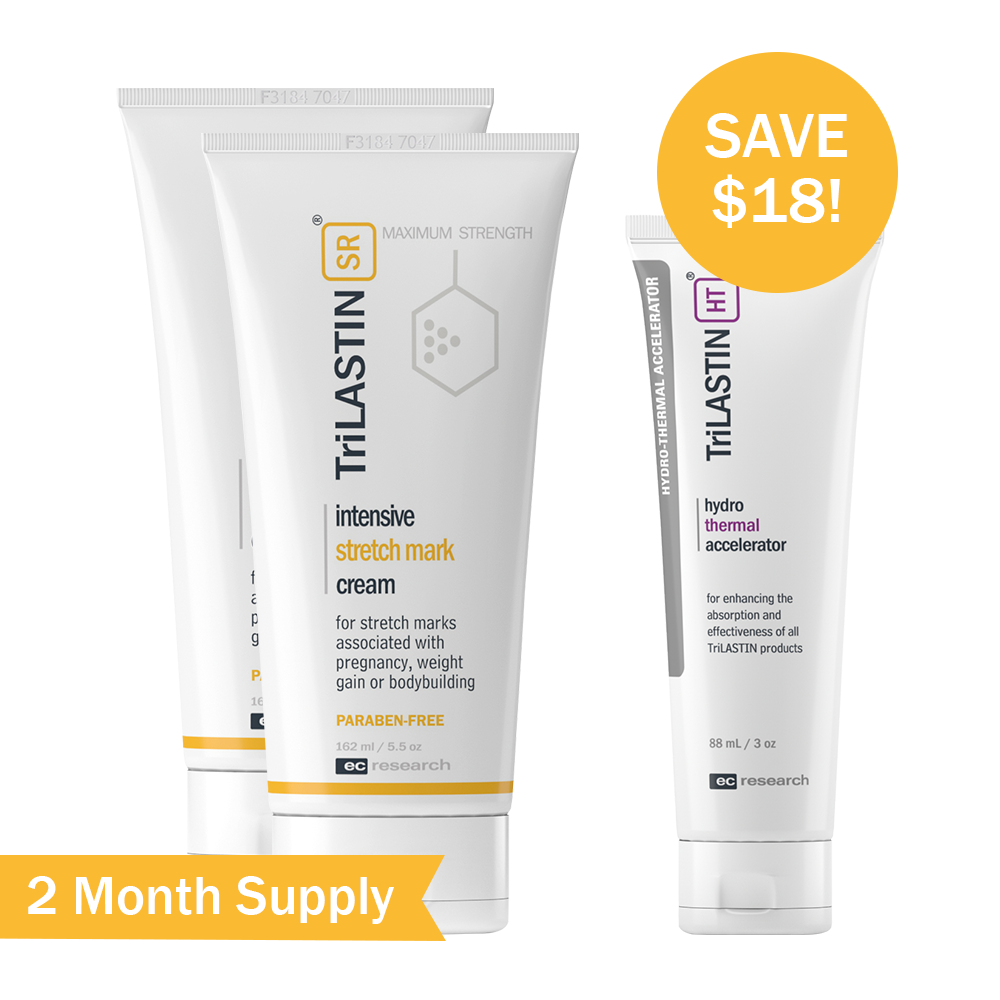 F3184 7047
F3184 7047
SAVE
$18!
MAXIMUM STRENGTH
TriLASTIN SR®
intensive
stretch mark
cream
for stretch marks
associated with
pregnancy, weight
gain or bodybuilding
PARABEN-FREE
162 ml / 5.5 oz
ec research
HYDRO-THERMAL ACCELERATOR
TriLASTIN HT®
hydro
thermal
accelerator
for enhancing the
absorption and
effectiveness of all
TriLASTIN products
88 mL / 3 oz
ec research
2 Month Supply